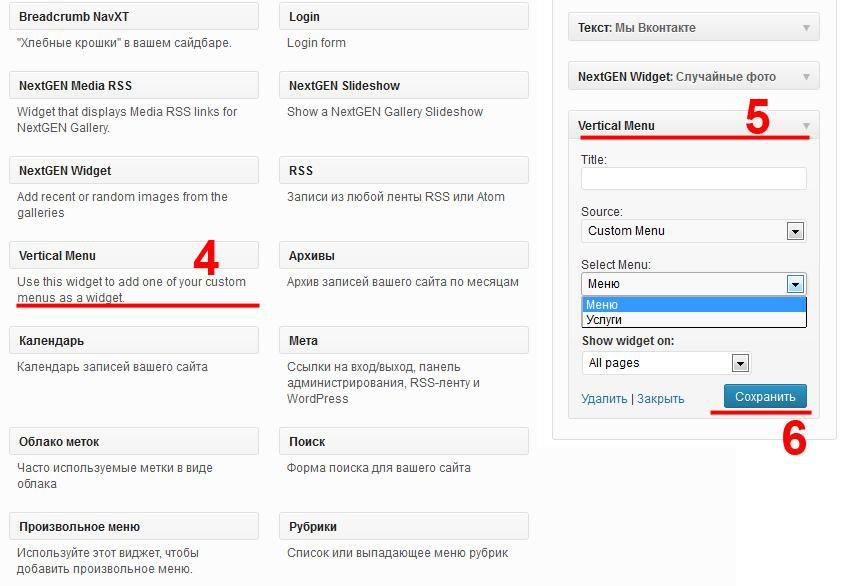 Breadcrumb NavXT
"Хлебные крошки" в вашем сайдбаре.
Login
Login form
NextGEN Media RSS
Widget that displays Media RSS links for
NextGEN Gallery.
NextGEN Slideshow
Show a NextGEN Gallery Slideshow
NextGEN Widget
Add recent or random images from the
galleries
RSS
Записи из любой ленты RSS или Atom
Vertical Menu
4
Use this widget to add one of your custom
menus as a widget.
Архивы
Архив записей вашего сайта по месяцам
Календарь
Календарь записей вашего сайта
Мета
Ссылки на вход/выход, панель
администрирования, RSS-ленту и
WordPress
Облако меток
Часто используемые метки в виде
облака
Поиск
Форма поиска для вашего сайта
Произвольное меню
Используйте этот виджет, чтобы
добавить произвольное меню.
Рубрики
Список или выпадающее меню рубрик
Текст: Мы Вконтакте
NextGEN Widget: Случайные фото
5
Vertical Menu
Title:
Source:
Custom Menu
Select Menu:
Меню
Меню
Услуги
Show widget on:
All pages
Удалить | Закрыть
Сохранить
6